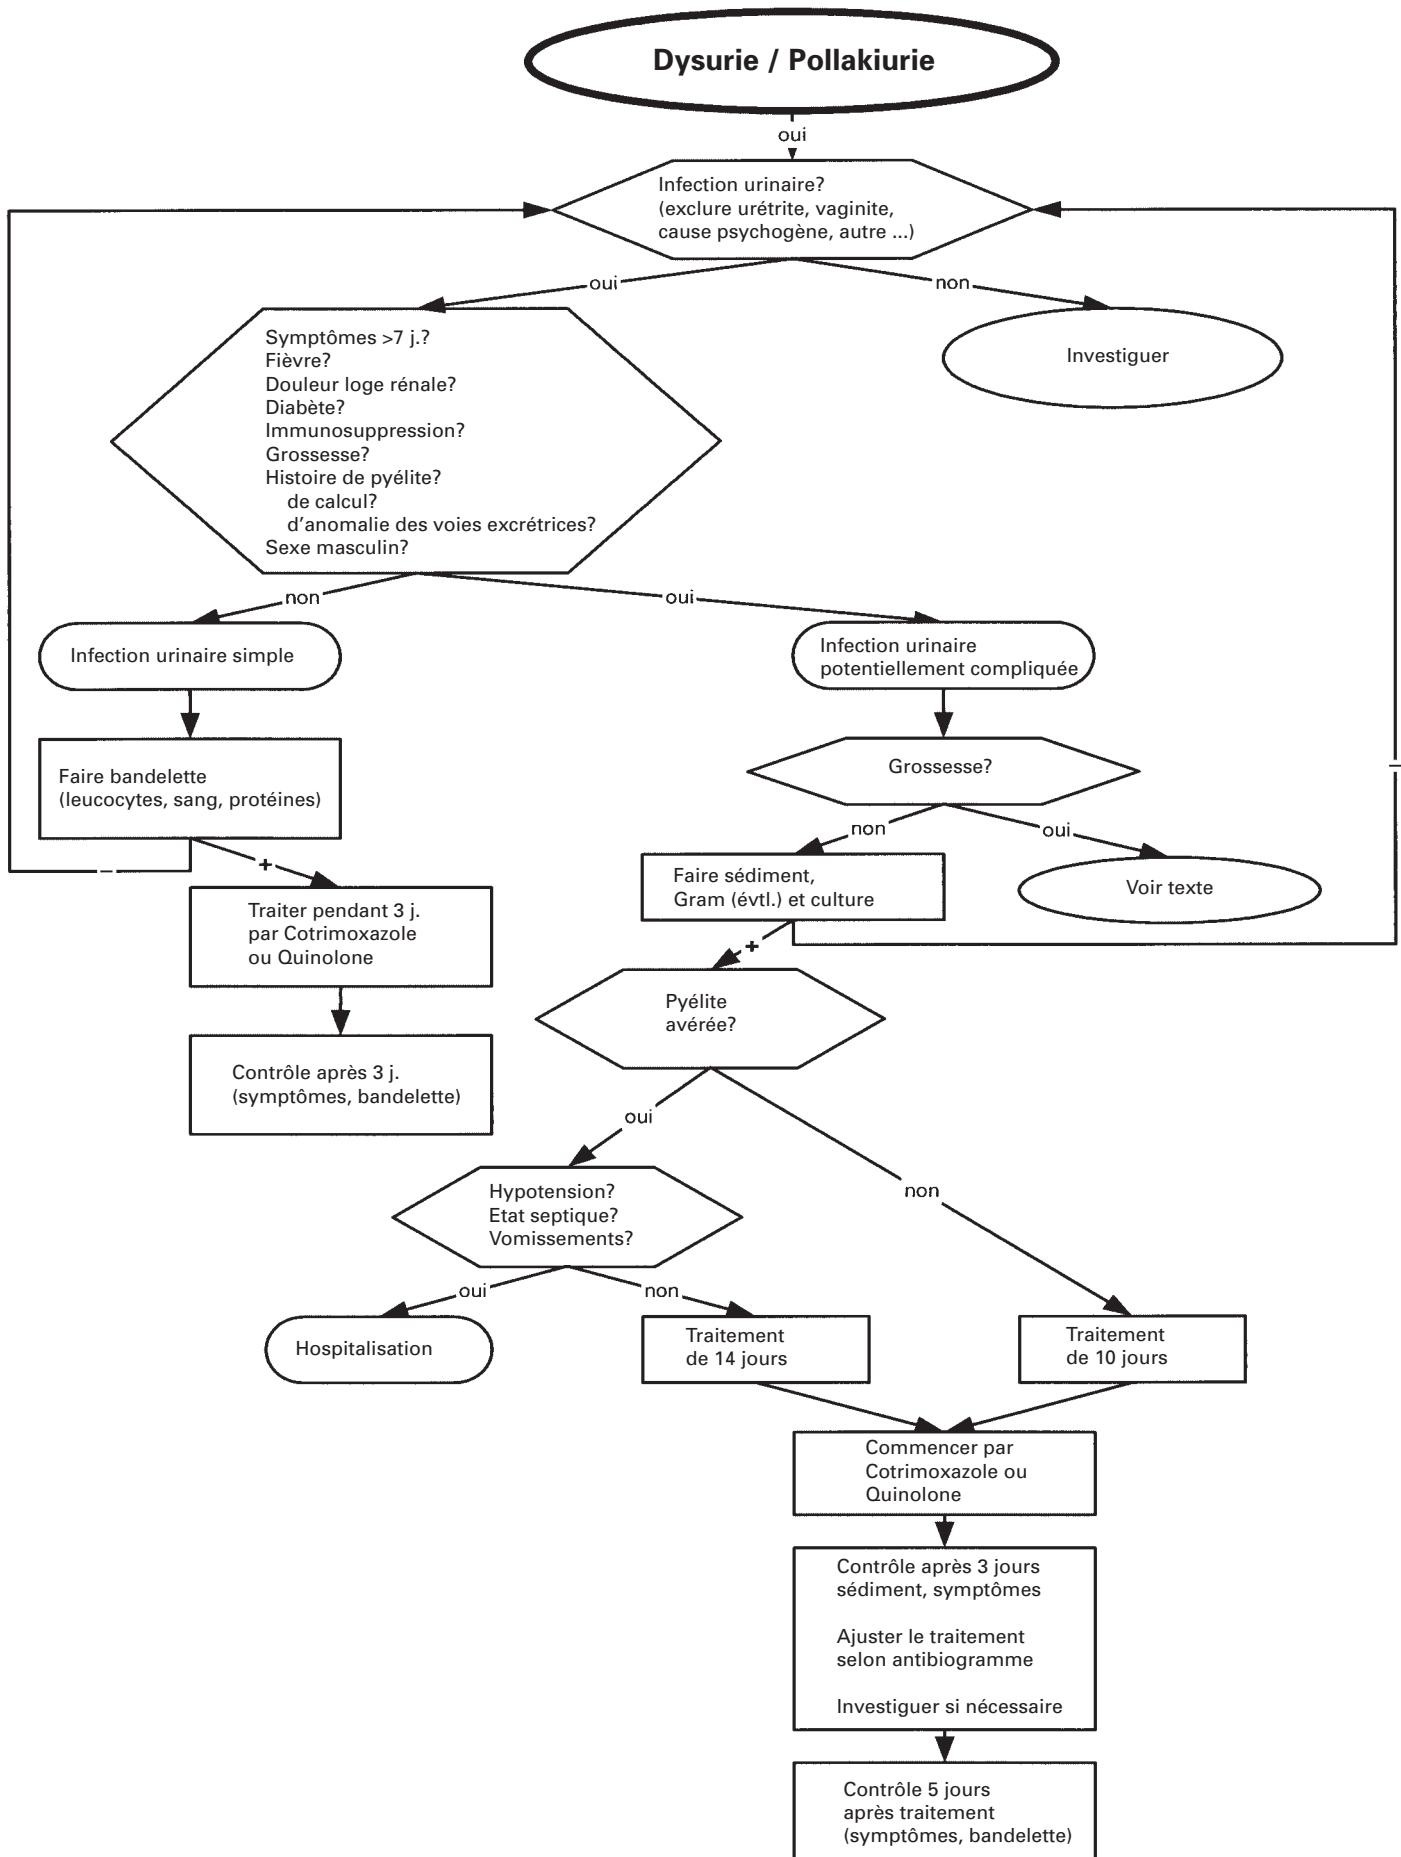 Dysurie / Pollakiurie
oui
Infection urinaire?
(exclure urétrite, vaginite,
cause psychogène, autre ...)
oui
non
Symptômes >7 j.?
Fièvre?
Douleur loge rénale?
Diabète?
Immunosuppression?
Grossesse?
Histoire de pyélite?
de calcul?
d'anomalie des voies excrétrices?
Sexe masculin?
Investiguer
non
oui
Infection urinaire simple
Infection urinaire
potentiellement compliquée
Faire bandelette
(leucocytes, sang, protéines)
Grossesse?
–
non
oui
–
+
Faire sédiment,
Gram (évtl.) et culture
Voir texte
Traiter pendant 3 j.
par Cotrimoxazole
ou Quinolone
+
Pyélite
avérée?
Contrôle après 3 j.
(symptômes, bandelette)
oui
non
Hypotension?
Etat septique?
Vomissements?
oui
non
Hospitalisation
Traitement
de 14 jours
Traitement
de 10 jours
Commencer par
Cotrimoxazole ou
Quinolone
Contrôle après 3 jours
sédiment, symptômes
Ajuster le traitement
selon antibiogramme
Investiguer si nécessaire
Contrôle 5 jours
après traitement
(symptômes, bandelette)